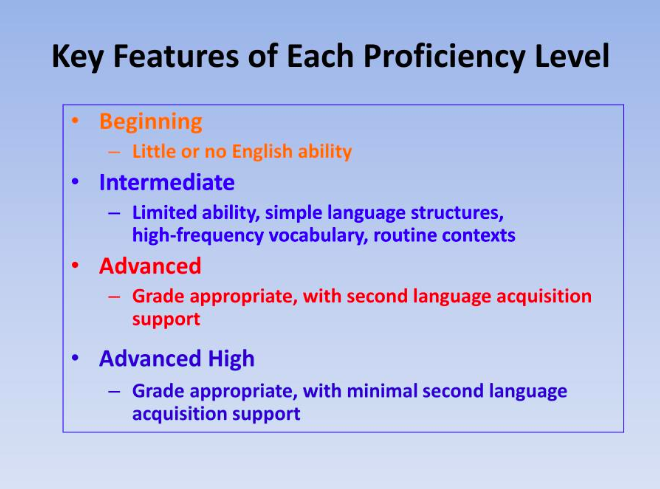 Key Features of Each Proficiency Level
• Beginning
– Little or no English ability
• Intermediate
– Limited ability, simple language structures,
high-frequency vocabulary, routine contexts
• Advanced
– Grade appropriate, with second language acquisition
support
• Advanced High
– Grade appropriate, with minimal second language
acquisition support